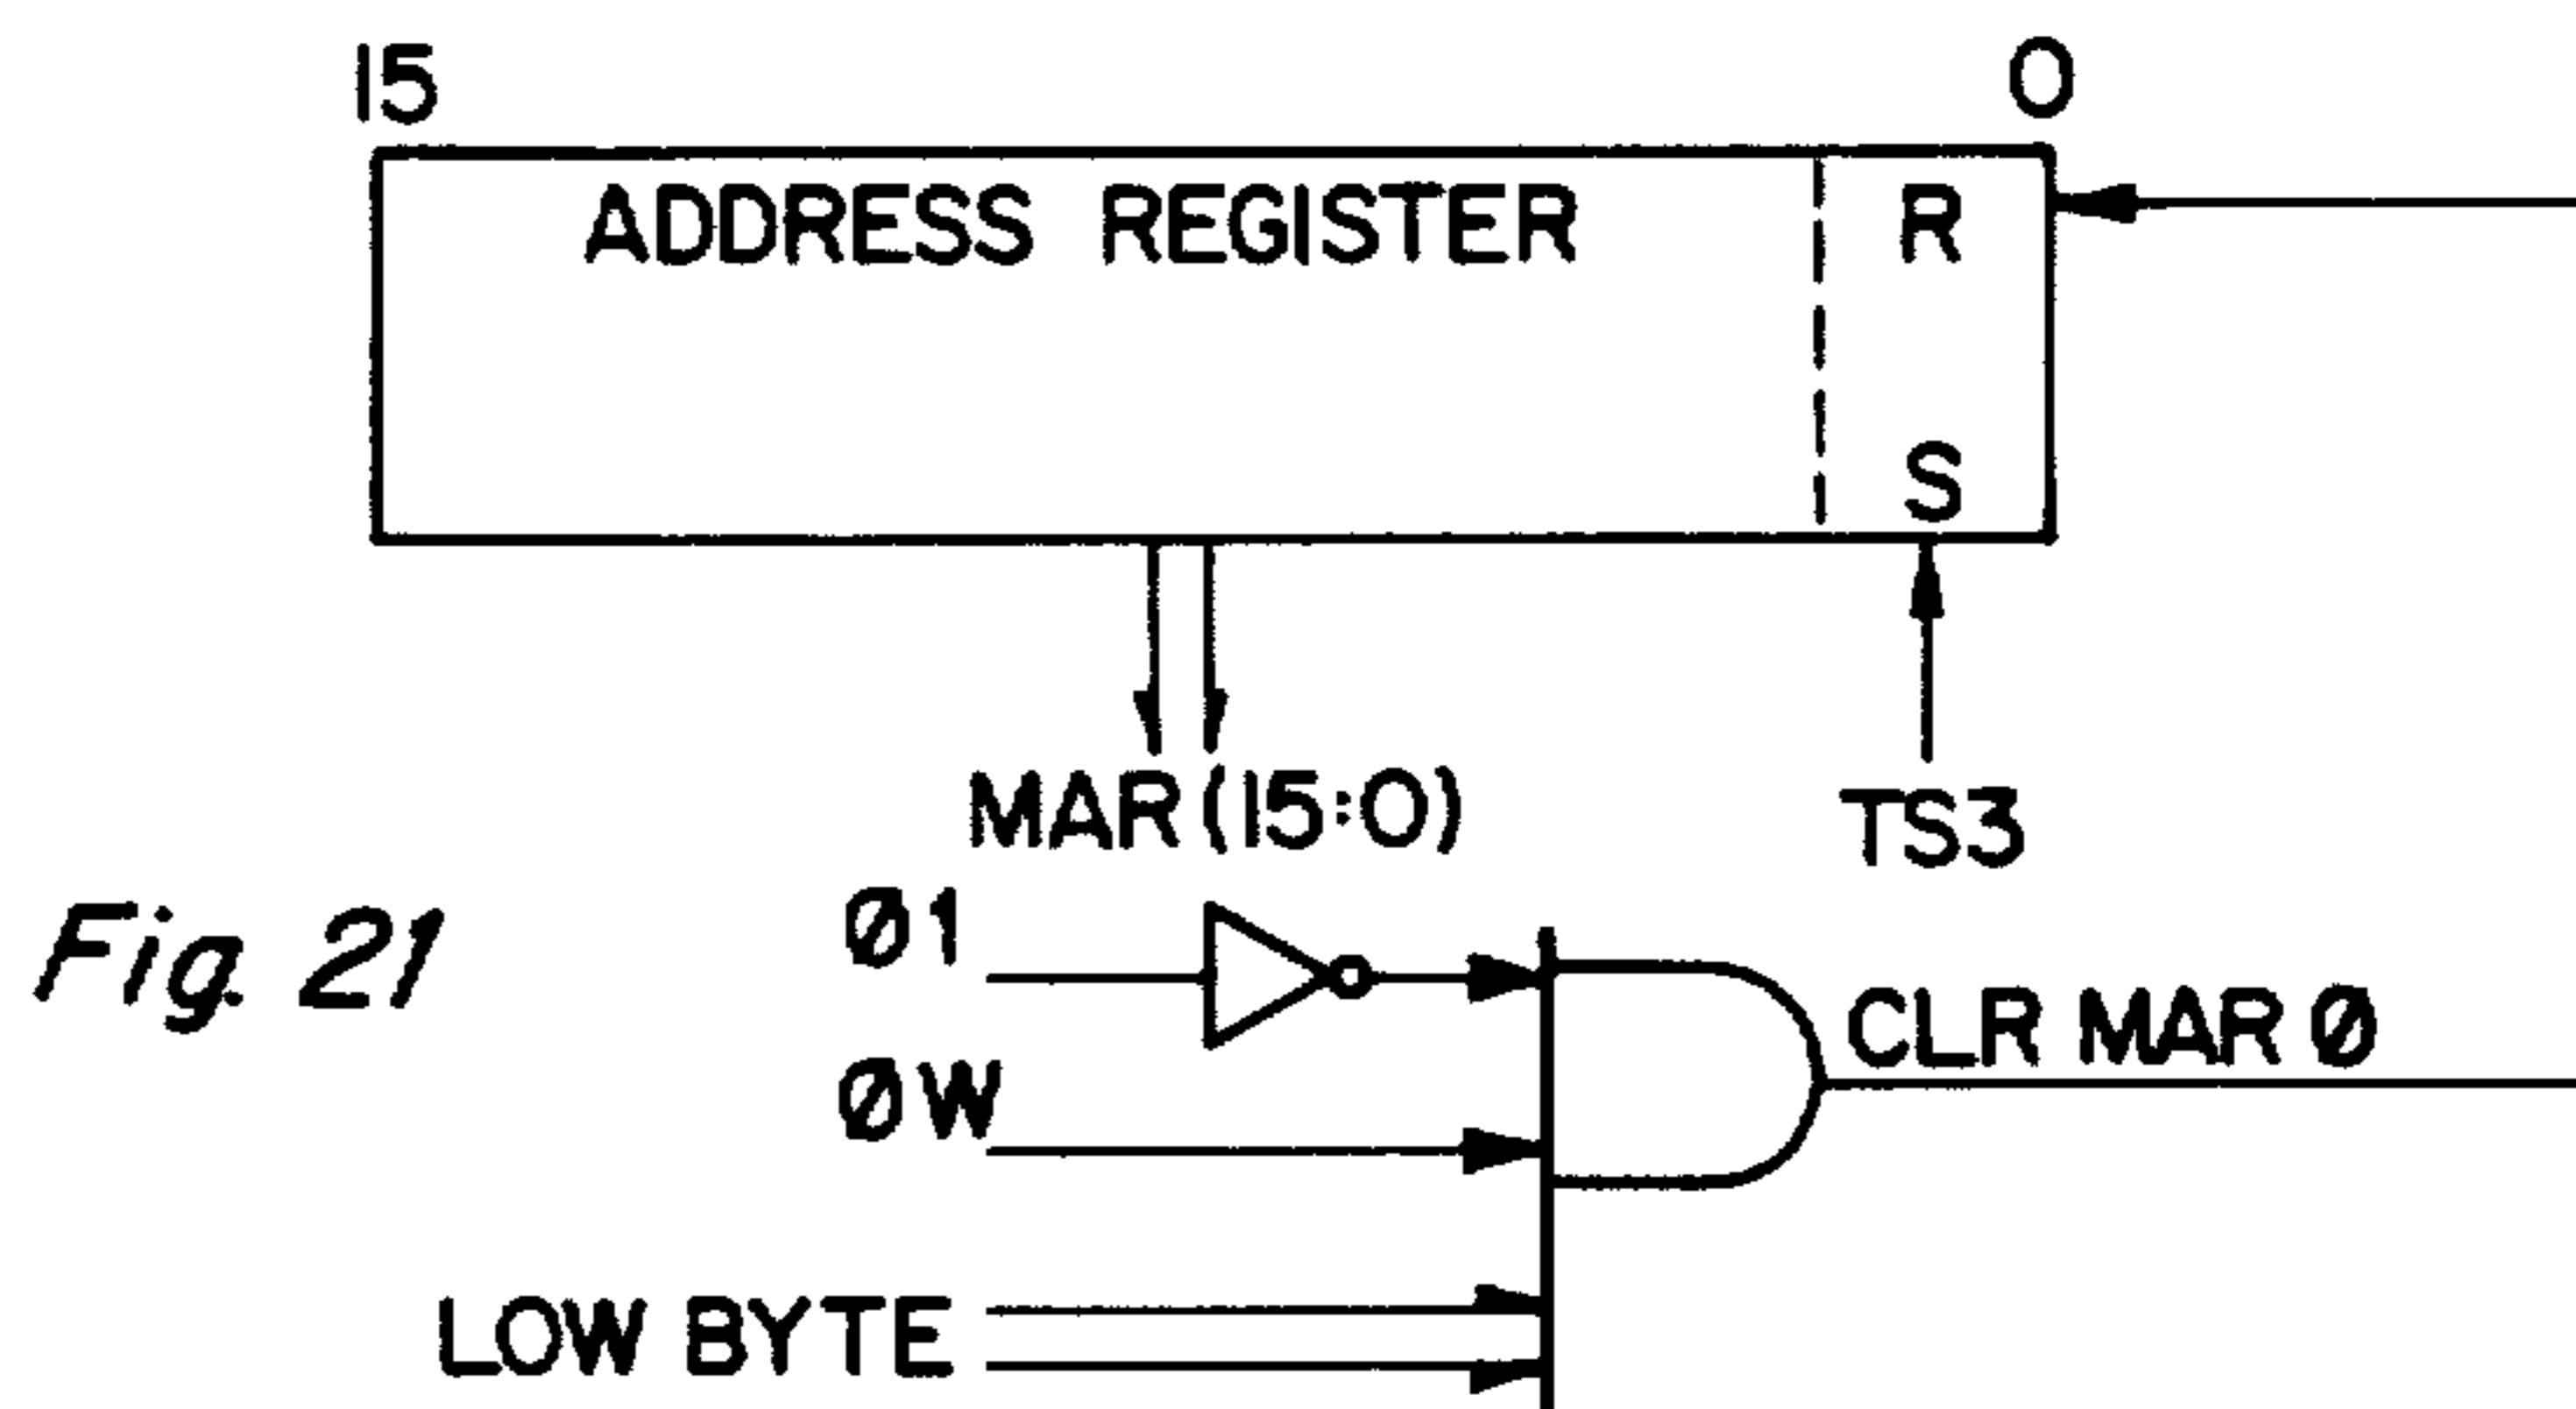 15 0
ADDRESS REGISTER R
S
MAR (15:0)
TS3
Ø1
Fig. 21
ØW
CLR MAR Ø
LOW BYTE